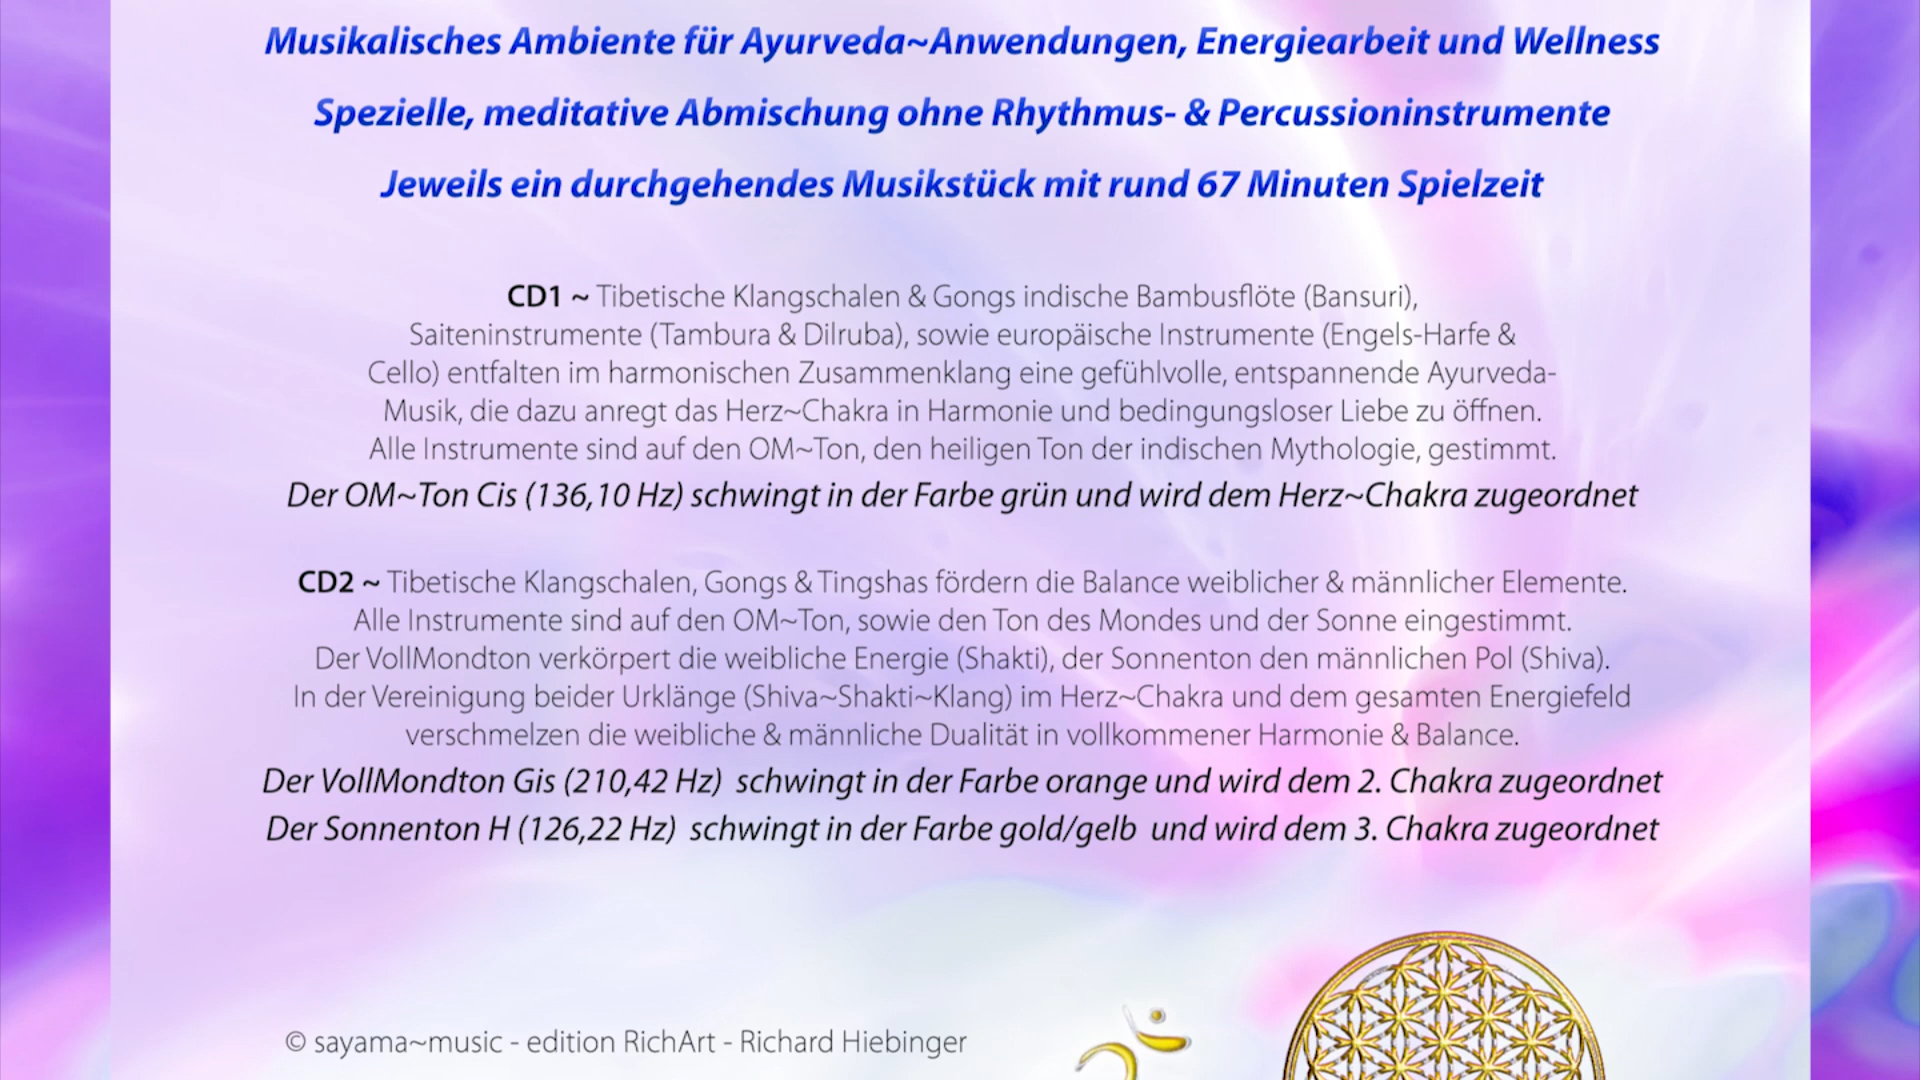 Musikalisches Ambiente für Ayurveda~Anwendungen, Energiearbeit und Wellness
Spezielle, meditative Abmischung ohne Rhythmus- & Percussioninstrumente
Jeweils ein durchgehendes Musikstück mit rund 67 Minuten Spielzeit
CD1 ~ Tibetische Klangschalen & Gongs indische Bambusflöte (Bansuri),
Saiteninstrumente (Tambura & Dilruba), sowie europäische Instrumente (Engels-Harfe &
Cello) entfalten im harmonischen Zusammenklang eine gefühlvolle, entspannende Ayurveda-
Musik, die dazu anregt das Herz~Chakra in Harmonie und bedingungsloser Liebe zu öffnen.
Alle Instrumente sind auf den OM~Ton, den heiligen Ton der indischen Mythologie, gestimmt.
Der OM~Ton Cis (136,10 Hz) schwingt in der Farbe grün und wird dem Herz~Chakra zugeordnet
CD2 ~ Tibetische Klangschalen, Gongs & Tingshas fördern die Balance weiblicher & männlicher Elemente.
Alle Instrumente sind auf den OM~Ton, sowie den Ton des Mondes und der Sonne eingestimmt.
Der VollMondton verkörpert die weibliche Energie (Shakti), der Sonnenton den männlichen Pol (Shiva).
In der Vereinigung beider Urklänge (Shiva~Shakti~Klang) im Herz~Chakra und dem gesamten Energiefeld
verschmelzen die weibliche & männliche Dualität in vollkommener Harmonie & Balance.
Der VollMondton Gis (210,42 Hz) schwingt in der Farbe orange und wird dem 2. Chakra zugeordnet
Der Sonnenton H (126,22 Hz) schwingt in der Farbe gold/gelb und wird dem 3. Chakra zugeordnet
© sayama~music - edition RichArt - Richard Hiebinger